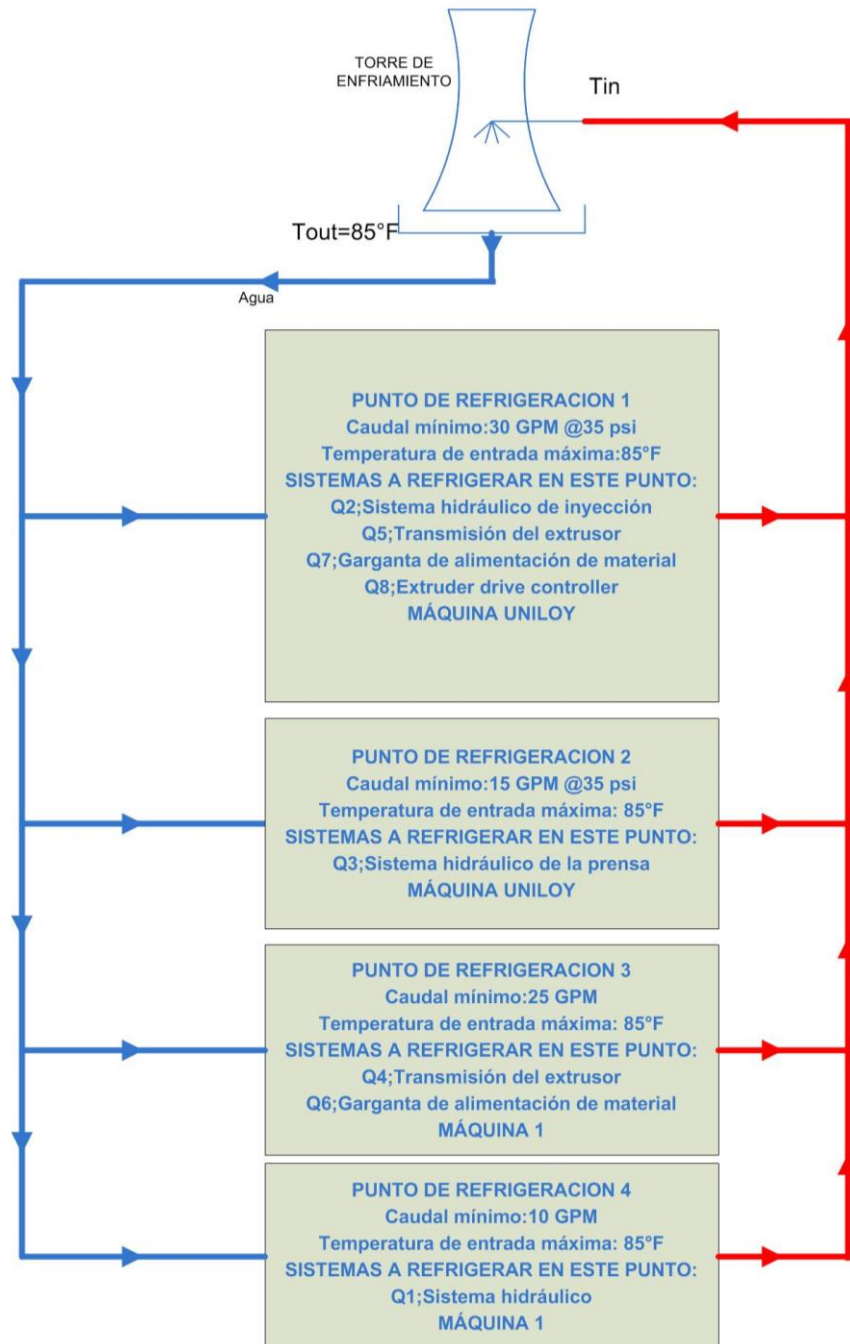 TORRE DE
ENFRIAMIENTO
Tin
Tout=85°F
Agua
PUNTO DE REFRIGERACION 1
Caudal mínimo:30 GPM @35 psi
Temperatura de entrada máxima:85°F
SISTEMAS A REFRIGERAR EN ESTE PUNTO:
Q2;Sistema hidráulico de inyección
Q5;Transmisión del extrusor
Q7;Garganta de alimentación de material
Q8;Extruder drive controller
MÁQUINA UNILOY
PUNTO DE REFRIGERACION 2
Caudal mínimo:15 GPM @35 psi
Temperatura de entrada máxima: 85°F
SISTEMAS A REFRIGERAR EN ESTE PUNTO:
Q3;Sistema hidráulico de la prensa
MÁQUINA UNILOY
PUNTO DE REFRIGERACION 3
Caudal mínimo:25 GPM
Temperatura de entrada máxima: 85°F
SISTEMAS A REFRIGERAR EN ESTE PUNTO:
Q4;Transmisión del extrusor
Q6;Garganta de alimentación de material
MÁQUINA 1
PUNTO DE REFRIGERACION 4
Caudal mínimo:10 GPM
Temperatura de entrada máxima: 85°F
SISTEMAS A REFRIGERAR EN ESTE PUNTO:
Q1;Sistema hidráulico
MÁQUINA 1